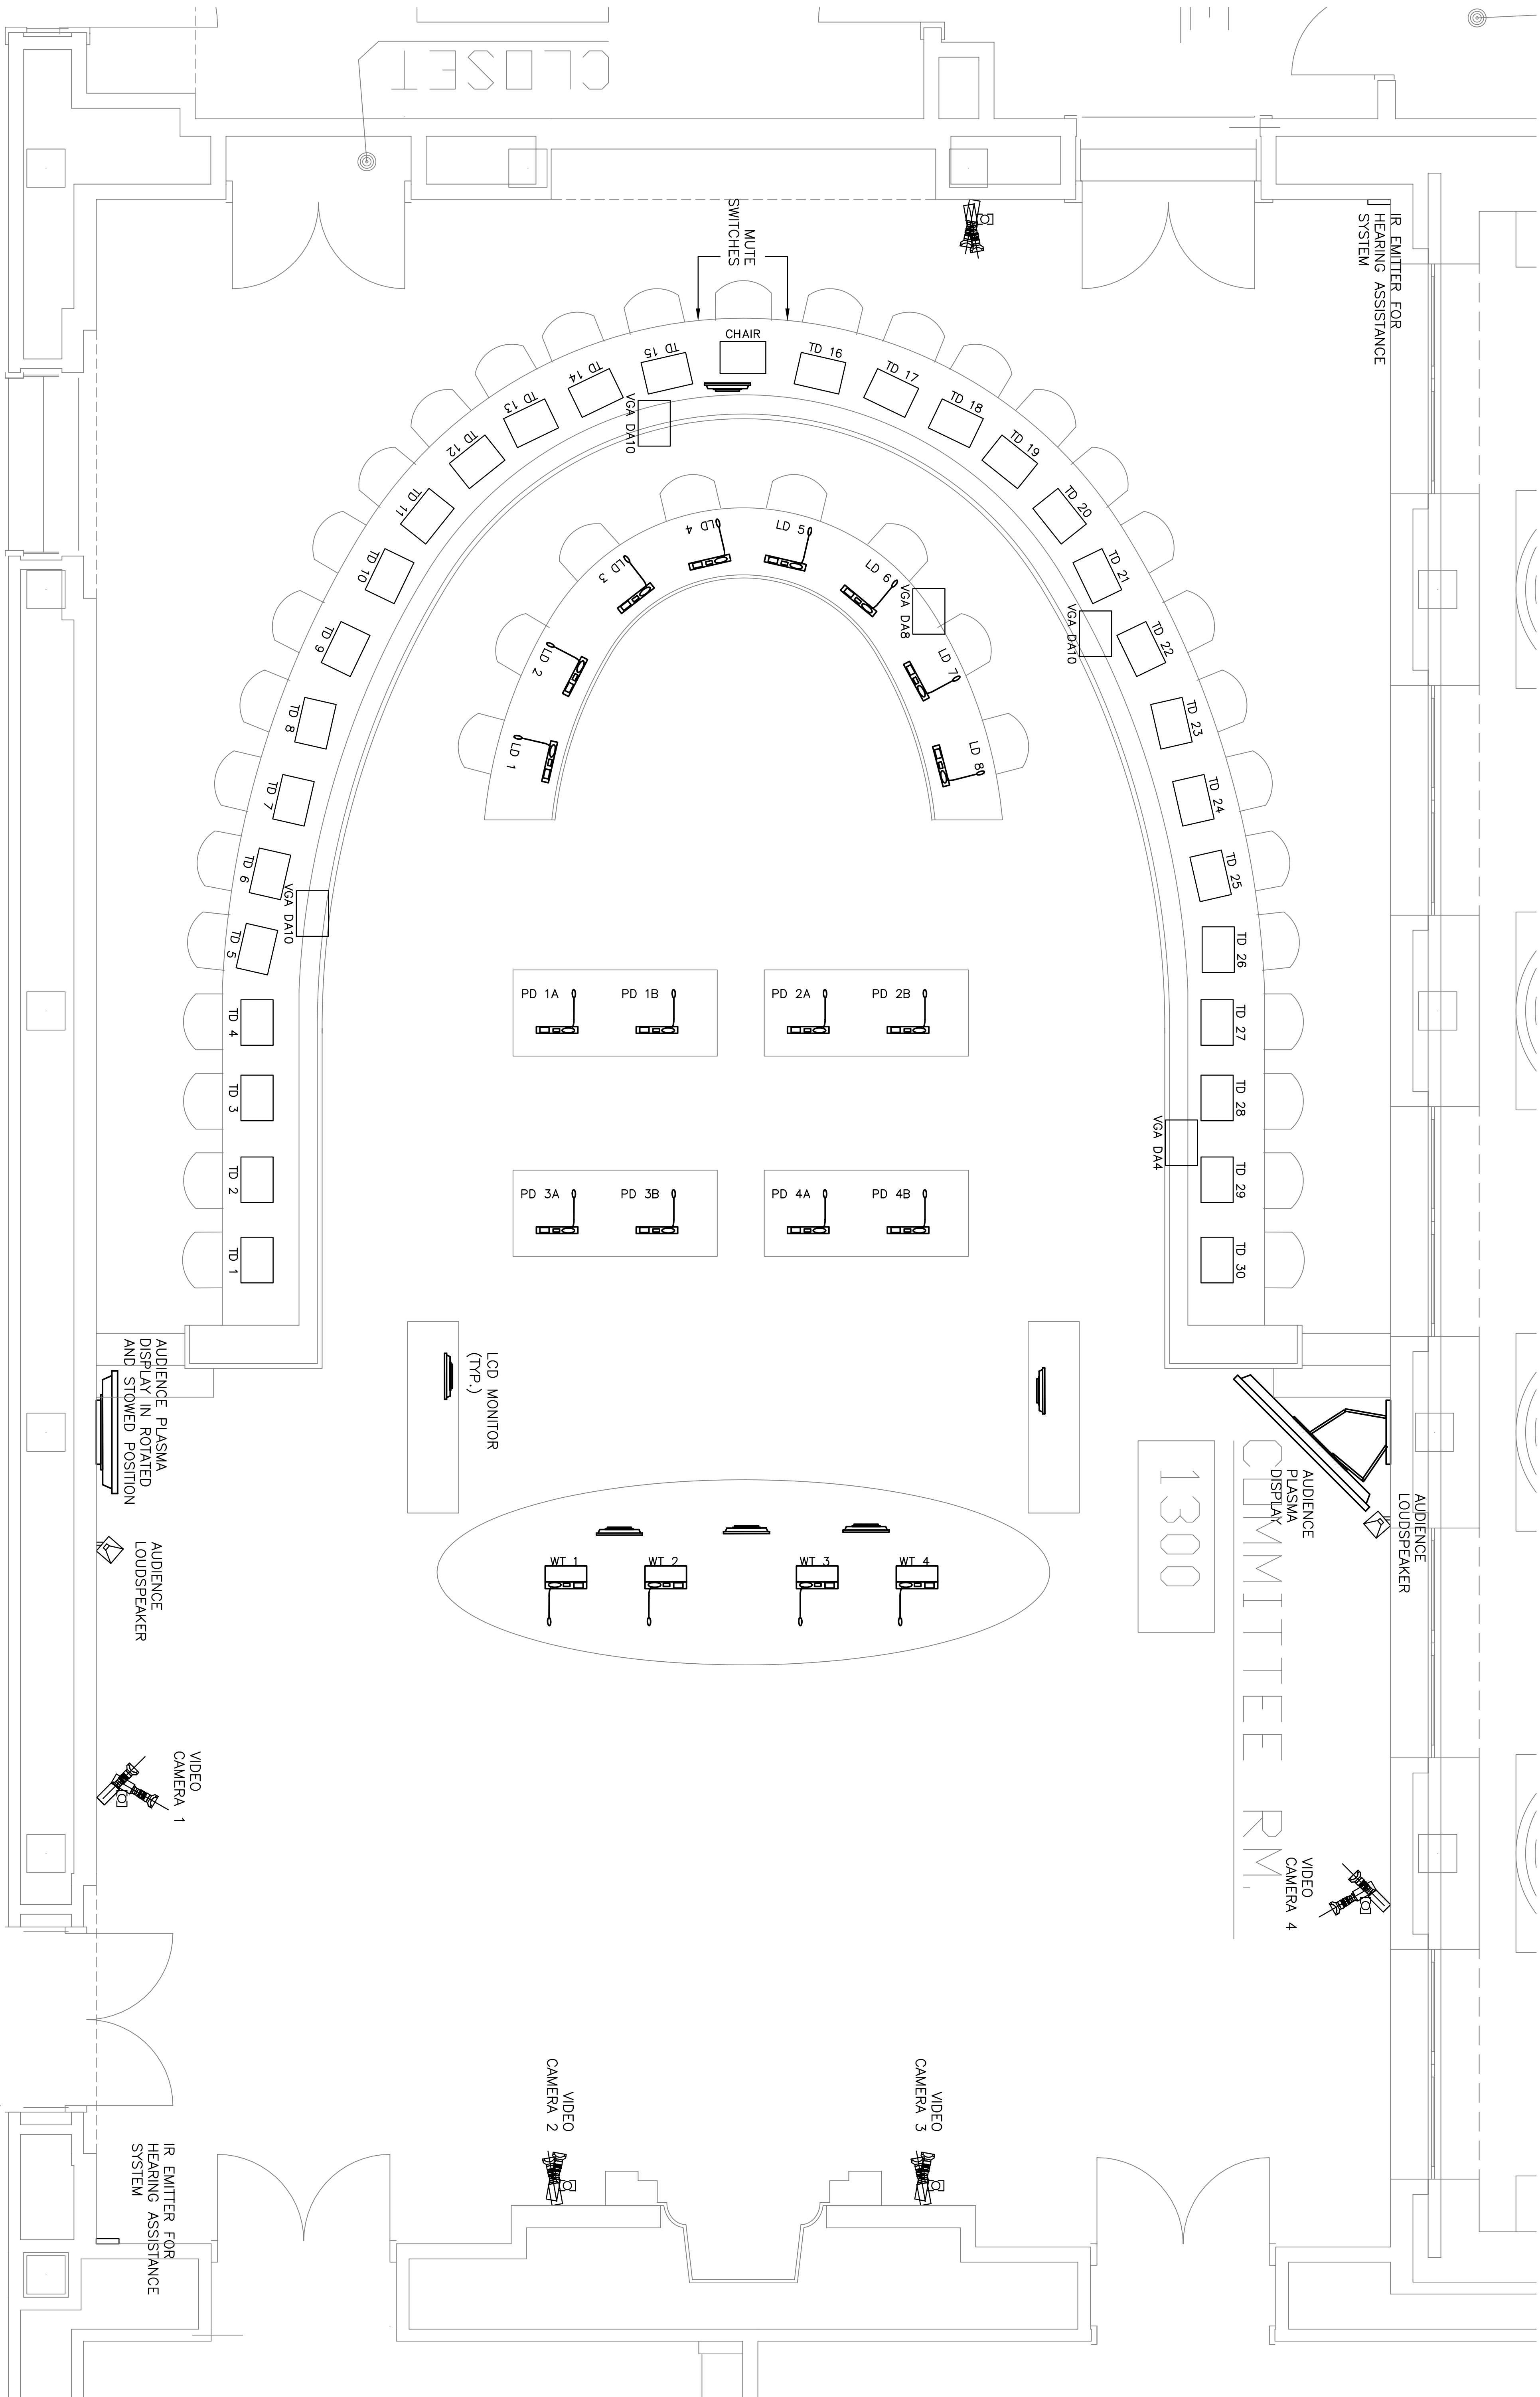 CLOSET
MUTE
SWITCHES
IR EMITTER FOR
HEARING ASSISTANCE
SYSTEM
CHAIR
TD 15
TD 16
TD 14
TD 17
TD 13
TD 18
VGA DA10
TD 12
TD 19
TD 11
TD 20
TD 10
TD 21
TD 9
TD 22
VGA DA10
TD 8
TD 23
TD 7
TD 24
TD 6
TD 25
VGA DA10
TD 5
TD 26
TD 4
TD 27
TD 3
TD 28
VGA DA4
TD 2
TD 29
TD 1
TD 30
LD 4
LD 5
LD 3
LD 6
VGA DA8
LD 2
LD 7
LD 1
LD 8
PD 1A
PD 1B
PD 2A
PD 2B
PD 3A
PD 3B
PD 4A
PD 4B
AUDIENCE PLASMA
DISPLAY IN ROTATED
AND STOWED POSITION
LCD MONITOR
(TYP.)
COMMITTEE RM.
1300
AUDIENCE
PLASMA
DISPLAY
AUDIENCE
LOUDSPEAKER
AUDIENCE
LOUDSPEAKER
WT 1
WT 2
WT 3
WT 4
VIDEO
CAMERA 1
VIDEO
CAMERA 4
VIDEO
CAMERA 2
VIDEO
CAMERA 3
IR EMITTER FOR
HEARING ASSISTANCE
SYSTEM